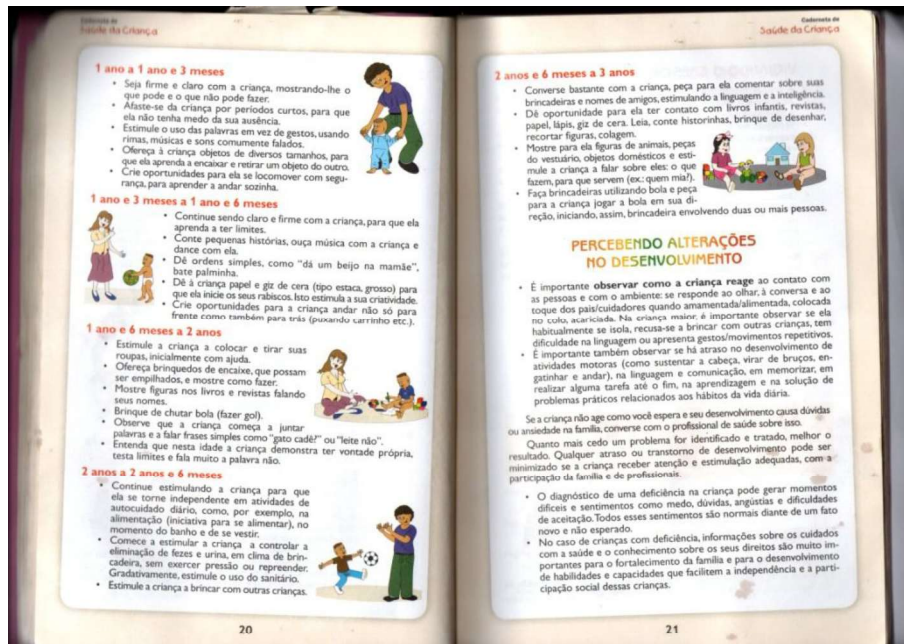 Caderneta de
Saúde da Criança
1 ano a 1 ano e 3 meses
• Seja firme e claro com a criança, mostrando-lhe o
que pode e o que não pode fazer.
• Afaste-se da criança por períodos curtos, para que
ela não tenha medo da sua ausência.
• Estimule o uso das palavras em vez de gestos, usando
rimas, músicas e sons comumente falados.
• Ofereça à criança objetos de diversos tamanhos, para
que ela aprenda a encaixar e retirar um objeto do outro.
• Crie oportunidades para ela se locomover com segu-
rança, para aprender a andar sozinha.
1 ano e 3 meses a 1 ano e 6 meses
• Continue sendo claro e firme com a criança, para que ela
aprenda a ter limites.
• Conte pequenas histórias, ouça música com a criança e
dance com ela.
• Dê ordens simples, como "dá um beijo na mamãe",
bate palminha.
• Dê à criança papel e giz de cera (tipo estaca, grosso) para
que ela inicie os seus rabiscos. Isto estimula a sua criatividade.
• Crie oportunidades para a criança andar não só para
frente como também para trás (puxando carrinho etc.).
1 ano e 6 meses a 2 anos
• Estimule a criança a colocar e tirar suas
roupas, inicialmente com ajuda.
• Ofereça brinquedos de encaixe, que possam
ser empilhados, e mostre como fazer.
Mostre figuras nos livros e revistas falando
seus nomes.
• Brinque de chutar bola (fazer gol).
• Observe que a criança começa a juntar
palavras e a falar frases simples como "gato cadê?" ou "leite não".
• Entenda que nesta idade a criança demonstra ter vontade própria,
testa limites e fala muito a palavra não.
2 anos a 2 anos e 6 meses
• Continue estimulando a criança para que
ela se torne independente em atividades de
autocuidado diário, como, por exemplo, na
alimentação (iniciativa para se alimentar), no
momento do banho e de se vestir.
• Comece a estimular a criança a controlar a
eliminação de fezes e urina, em clima de brin-
cadeira, sem exercer pressão ou repreender.
Gradativamente, estimule o uso do sanitário.
• Estimule a criança a brincar com outras crianças.
20
Caderneta de
Saúde da Criança
2 anos e 6 meses a 3 anos
• Converse bastante com a criança, peça para ela comentar sobre suas
brincadeiras e nomes de amigos, estimulando a linguagem e a inteligência.
• Dê oportunidade para ela ter contato com livros infantis, revistas,
papel, lápis, giz de cera. Leia, conte historinhas, brinque de desenhar,
recortar figuras, colagem.
• Mostre para ela figuras de animais, peças
do vestuário, objetos domésticos e esti-
mule a criança a falar sobre eles: o que
fazem, para que servem (ex.: quem mia?).
• Faça brincadeiras utilizando bola e peça
para a criança jogar a bola em sua di-
reção, iniciando, assim, brincadeira envolvendo duas ou mais pessoas.
PERCEBENDO ALTERAÇÕES
NO DESENVOLVIMENTO
• É importante observar como a criança reage ao contato com
as pessoas e com o ambiente: se responde ao olhar, à conversa e ao
toque dos pais/cuidadores quando amamentada/alimentada, colocada
no colo, acariciada. Na criança maior, é importante observar se ela
habitualmente se isola, recusa-se a brincar com outras crianças, tem
dificuldade na linguagem ou apresenta gestos/movimentos repetitivos.
• É importante também observar se há atraso no desenvolvimento de
atividades motoras (como sustentar a cabeça, virar de bruços, en-
gatinhar e andar), na linguagem e comunicação, em memorizar, em
realizar alguma tarefa até o fim, na aprendizagem e na solução de
problemas práticos relacionados aos hábitos da vida diária.
Se a criança não age como você espera e seu desenvolvimento causa dúvidas
ou ansiedade na família, converse com o profissional de saúde sobre isso.
Quanto mais cedo um problema for identificado e tratado, melhor o
resultado. Qualquer atraso ou transtorno de desenvolvimento pode ser
minimizado se a criança receber atenção e estimulação adequadas, com a
participação da família e de profissionais.
• O diagnóstico de uma deficiência na criança pode gerar momentos
difíceis e sentimentos como medo, dúvidas, angústias e dificuldades
de aceitação. Todos esses sentimentos são normais diante de um fato
novo e não esperado.
• No caso de crianças com deficiência, informações sobre os cuidados
com a saúde e o conhecimento sobre os seus direitos são muito im-
portantes para o fortalecimento da família e para o desenvolvimento
de habilidades e capacidades que facilitem a independência e a parti-
cipação social dessas crianças.
21